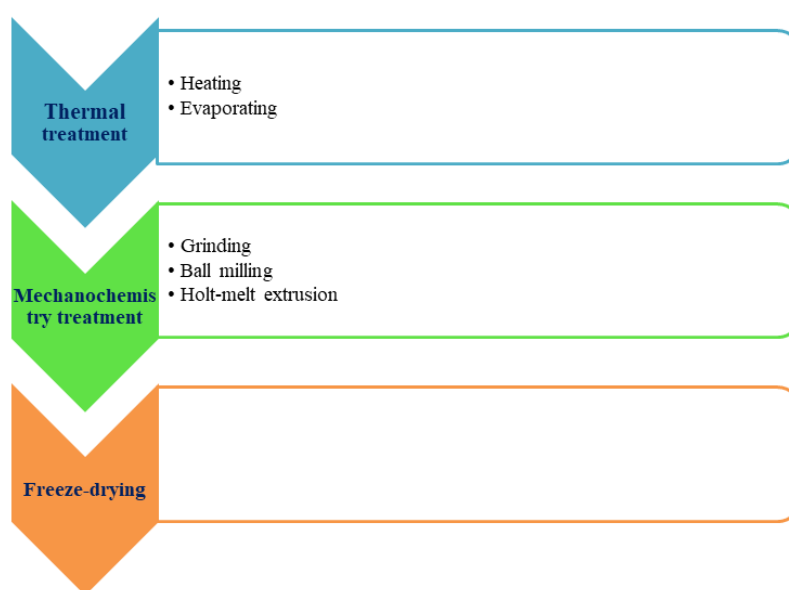 Thermal
treatment
• Heating
• Evaporating
Mechanochemis
try treatment
• Grinding
• Ball milling
• Holt-melt extrusion
Freeze-drying